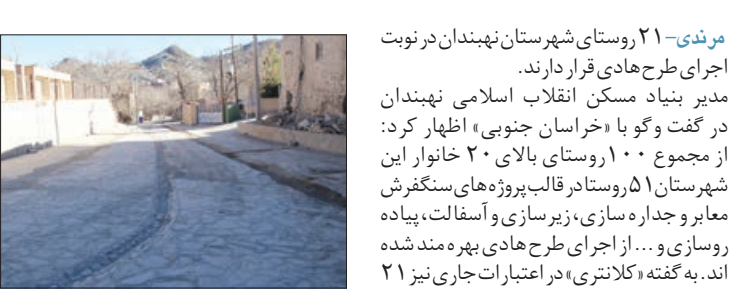 مرندی- ۲۱ روستای شهرستان نهبندان در نوبت
اجرای طرح هادی قرار دارند.
مدیر بنیاد مسکن انقلاب اسلامی نهبندان
در گفت وگو با «خراسان جنوبی» اظهار کرد:
از مجموع ۱۰۰ روستای بالای ۲۰ خانوار این
شهرستان ۵۱ روستا در قالب پروژه های سنگفرش
معابر و جداره سازی، زیر سازی و آسفالت، پیاده
روسازی و ... از اجرای طرح هادی بهره مند شده
اند. به گفته «کلانتری» در اعتبارات جاری نیز ۲۱